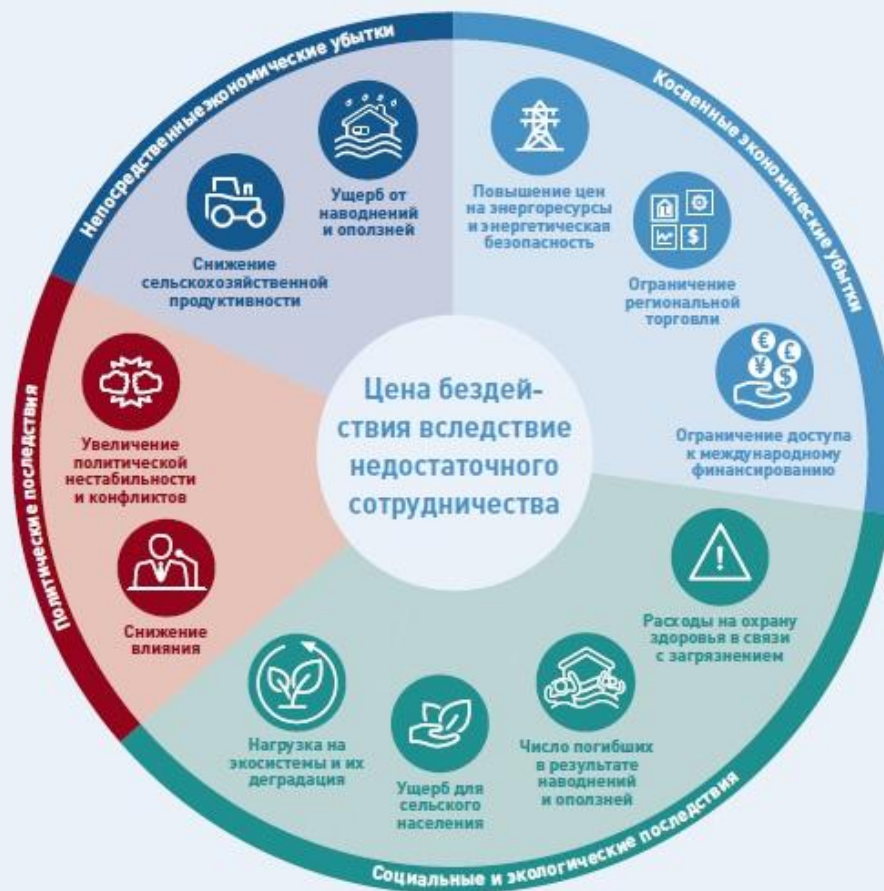 Непосредственныеэкономические убытки
Косвенные экономические убытки
Ущерб от
наводнений
и оползней
Снижение
сельскохозяйственной
продуктивности
Повышение цен
на энергоресурсы
и энергетическая
безопасность
Ограничение
региональной
торговли
Ограничение доступа
к международному
финансированию
Цена бездей-
ствия вследствие
недостаточного
сотрудничества
Политические последствия
Увеличение
политической
нестабильности
и конфликтов
Снижение
влияния
Расходы на охрану
здоровья в связи
с загрязнением
Число погибших
в результате
наводнений
и оползней
Ущерб для
сельского
населения
Нагрузка на
экосистемы и их
деградация
Социальные и экологические последствия